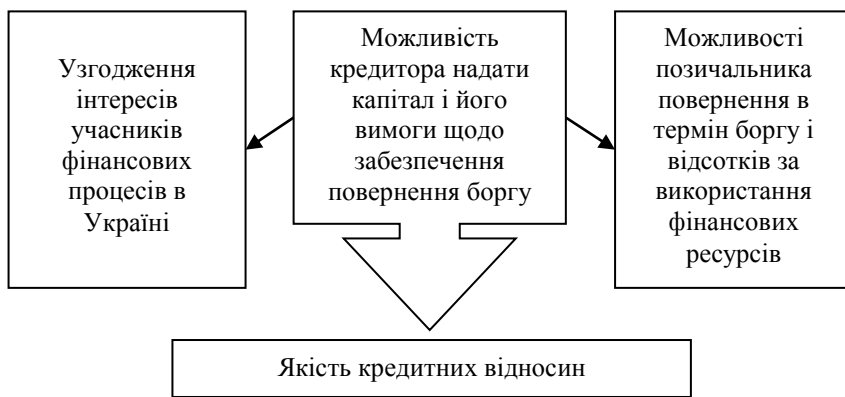 Узгодження
інтересів
учасників
фінансових
процесів в
Україні
Можливість
кредитора надати
капітал і його
вимоги щодо
забезпечення
повернення боргу
Можливості
позичальника
повернення в
термін боргу і
відсотків за
використання
фінансових
ресурсів
Якість кредитних відносин